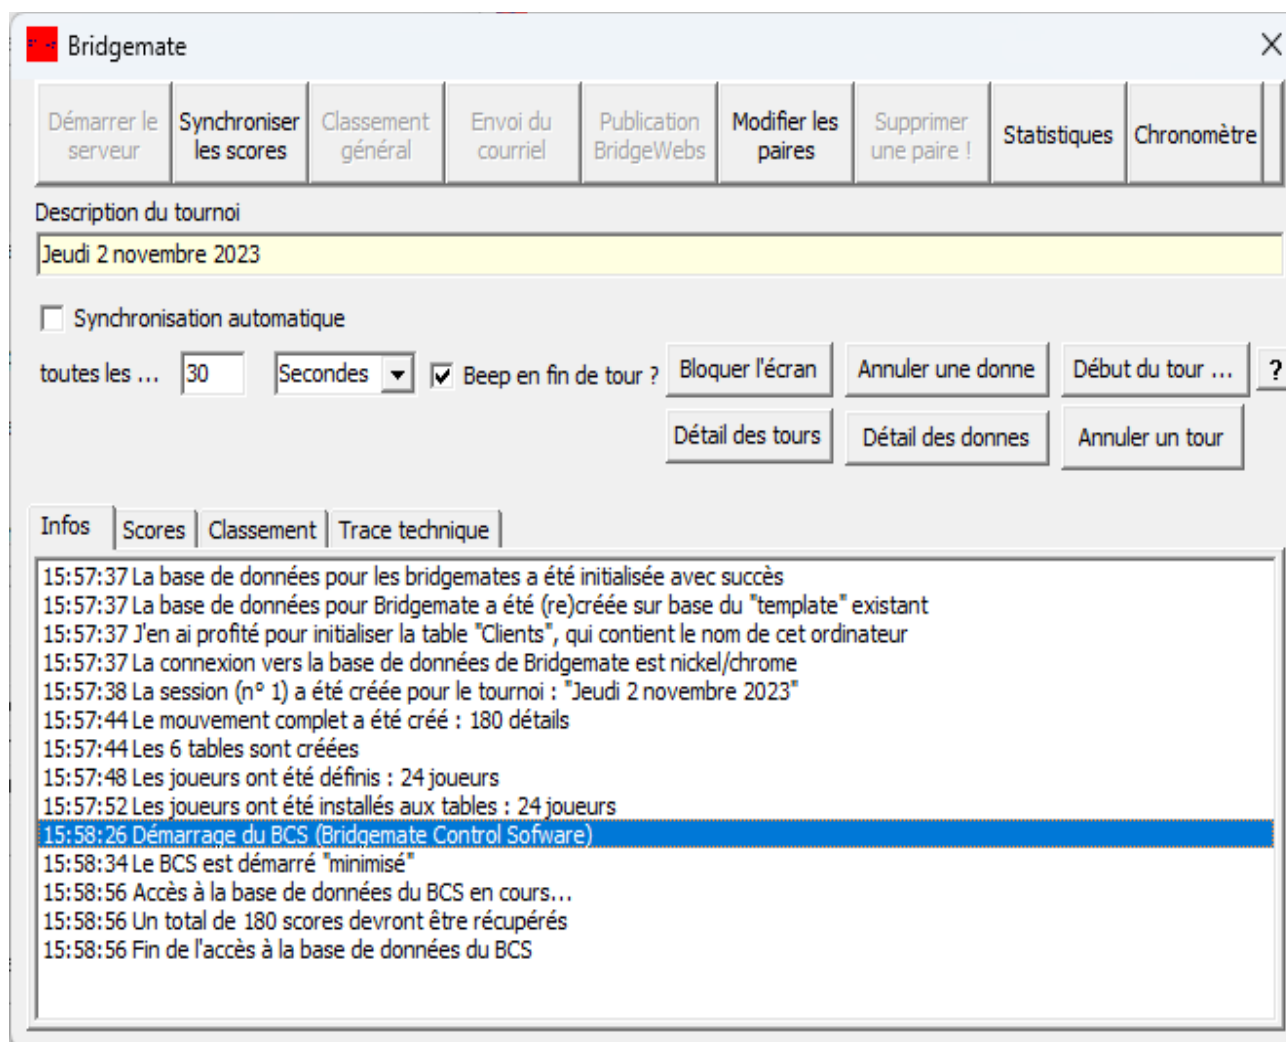 Bridgemate
Démarrer le serveur
Synchroniser les scores
Classement général
Envoi du courriel
Publication BridgeWebs
Modifier les paires
Supprimer une paire !
Statistiques
Chronomètre
Description du tournoi
Jeudi 2 novembre 2023
Synchronisation automatique
toutes les ... 30 Secondes Beep en fin de tour ? Bloquer l'écran Annuler une donne Début du tour ... ?
Détail des tours Détail des donnes Annuler un tour
Infos Scores Classement Trace technique
15:57:37 La base de données pour les bridgemates a été initialisée avec succès
15:57:37 La base de données pour Bridgemate a été (re)créée sur base du "template" existant
15:57:37 J'en ai profité pour initialiser la table "Clients", qui contient le nom de cet ordinateur
15:57:37 La connexion vers la base de données de Bridgemate est nickel/chrome
15:57:38 La session (n° 1) a été créée pour le tournoi : "Jeudi 2 novembre 2023"
15:57:44 Le mouvement complet a été créé : 180 détails
15:57:44 Les 6 tables sont créées
15:57:48 Les joueurs ont été définis : 24 joueurs
15:57:52 Les joueurs ont été installés aux tables : 24 joueurs
15:58:26 Démarrage du BCS (Bridgemate Control Sofware)
15:58:34 Le BCS est démarré "minimisé"
15:58:56 Accès à la base de données du BCS en cours...
15:58:56 Un total de 180 scores devront être récupérés
15:58:56 Fin de l'accès à la base de données du BCS